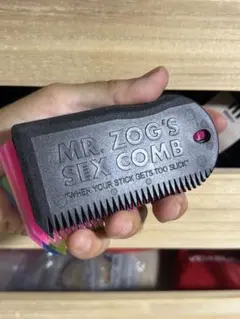 MR. ZOG'S
SEX COMB
"WHEN YOUR STICK GETS TOO SLICK"